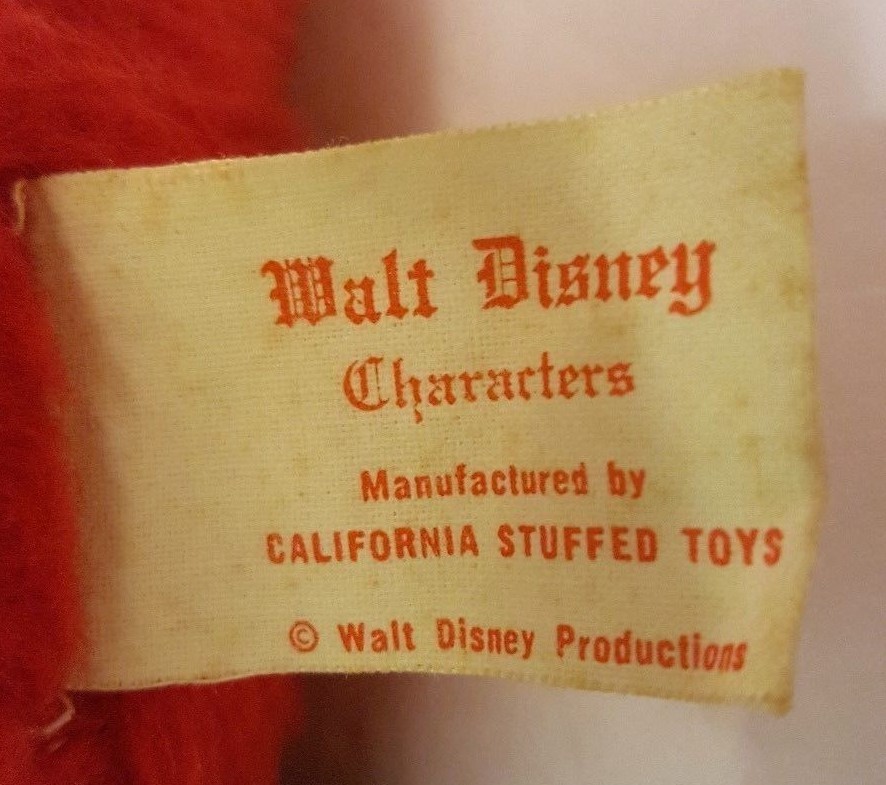 Walt Disney
Characters
Manufactured by
CALIFORNIA STUFFED TOYS
© Walt Disney Productions